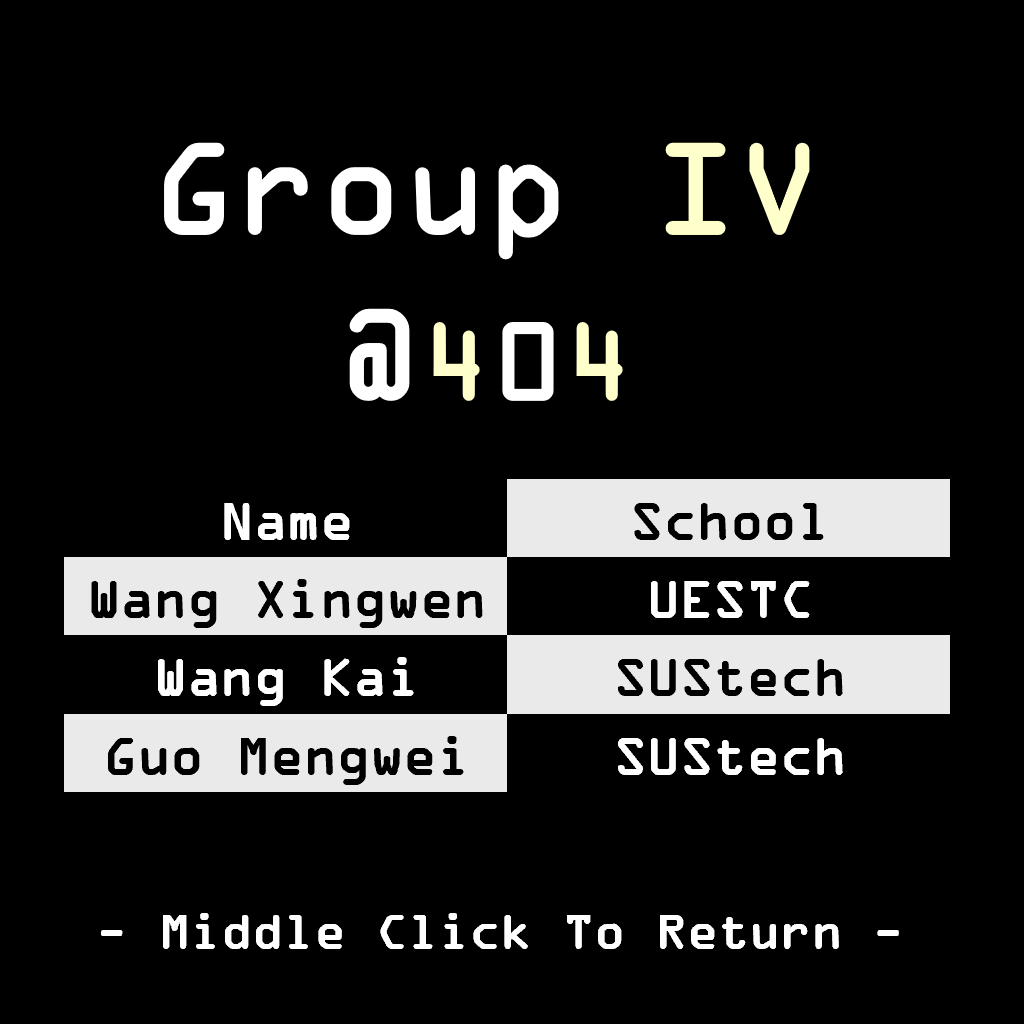 Group IV
@404
Name School
Wang Xingwen UESTC
Wang Kai SUStech
Guo Mengwei SUStech
- Middle Click To Return -